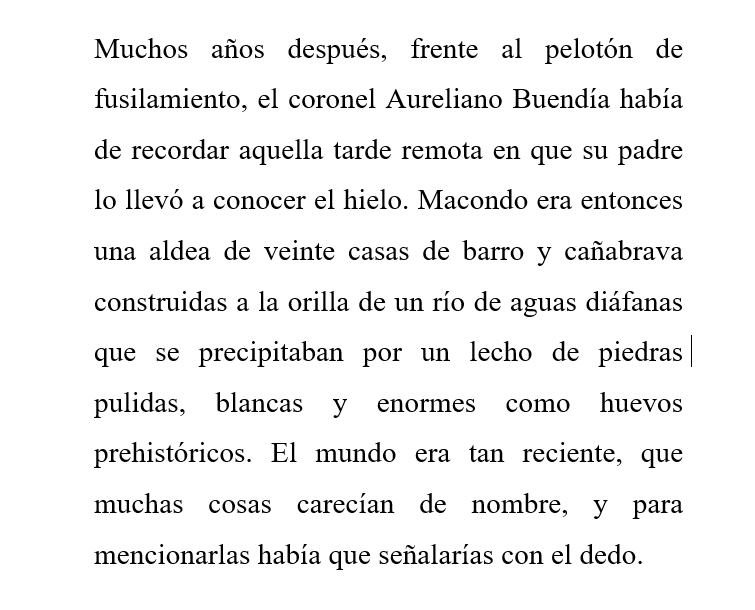 Muchos años después, frente al pelotón de
fusilamiento, el coronel Aureliano Buendía había
de recordar aquella tarde remota en que su padre
lo llevó a conocer el hielo. Macondo era entonces
una aldea de veinte casas de barro y cañabrava
construidas a la orilla de un río de aguas diáfanas
que se precipitaban por un lecho de piedras
pulidas, blancas y enormes como huevos
prehistóricos. El mundo era tan reciente, que
muchas cosas carecían de nombre, y para
mencionarlas había que señalarías con el dedo.